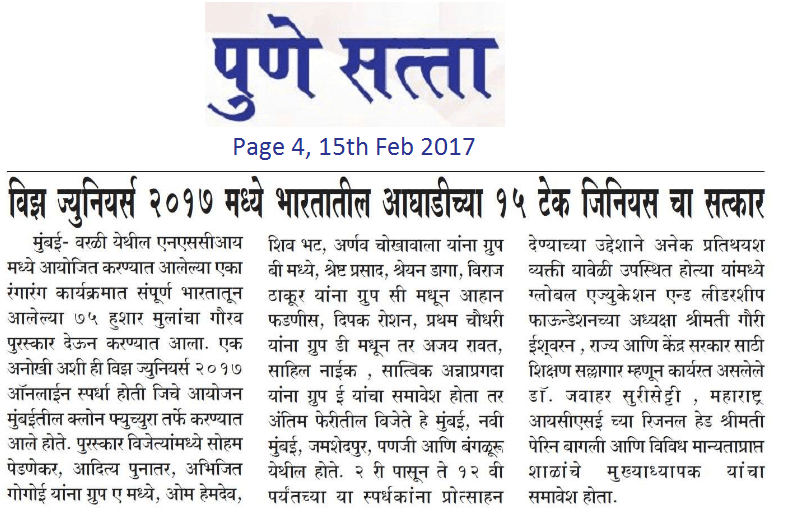 पुणे सत्ता
Page 4, 15th Feb 2017
विझ ज्युनियर्स २०१७ मध्ये भारतातील आघाडीच्या १५ टेक जिनियस चा सत्कार
मुंबई- वरळी येथील एनएससीआय
मध्ये आयोजित करण्यात आलेल्या एका
रंगारंग कार्यक्रमात संपूर्ण भारतातून
आलेल्या ७५ हुशार मुलांचा गौरव
पुरस्कार देऊन करण्यात आला. एक
अनोखी अशी ही विझ ज्युनियर्स २०१७
ऑनलाईन स्पर्धा होती जिचे आयोजन
मुंबईतील क्लोन फ्युच्युरा तर्फे करण्यात
आले होते. पुरस्कार विजेत्यांमध्ये सोहम
पेडणेकर, आदित्य पुनातर, अभिजित
गोगोई यांना ग्रुप ए मध्ये, ओम हेमदेव,
शिव भट, अर्णव चोखावाला यांना ग्रुप
बी मध्ये, श्रेष्ट प्रसाद, श्रेयन डागा, विराज
ठाकूर यांना ग्रुप सी मधून आहान
फडणीस, दिपक रोशन, प्रथम चौधरी
यांना ग्रुप डी मधून तर अजय रावत,
साहिल नाईक , सात्विक अन्नाप्रगदा
यांना ग्रुप ई यांचा समावेश होता तर
अंतिम फेरीतील विजेते हे मुंबई, नवी
मुंबई, जमशेदपुर, पणजी आणि बंगळूरू
येथील होते. २ री पासून ते १२ वी
पर्यंतच्या या स्पर्धकांना प्रोत्साहन
देण्याच्या उद्देशाने अनेक प्रतिथयश
व्यक्ती यावेळी उपस्थित होत्या यांमध्ये
ग्लोबल एज्युकेशन एन्ड लीडरशीप
फाऊन्डेशनच्या अध्यक्षा श्रीमती गौरी
ईश्वरन , राज्य आणि केंद्र सरकार साटी
शिक्षण सल्लागार म्हणून कार्यरत असलेले
डॉ. जवाहर सुरीसेट्टी , महाराष्ट्र
आयसीएसई च्या रिजनल हेड श्रीमती
पेरिन बागली आणि विविध मान्यताप्राप्त
शाळांचे मुख्याध्यापक यांचा
समावेश होता.